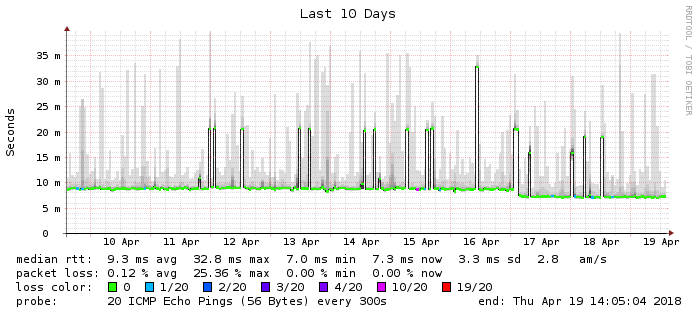 Last 10 Days
RRDTOOL / TOBI OETIKER
Seconds
35 m
30 m
25 m
20 m
15 m
10 m
5 m
0
10 Apr 11 Apr 12 Apr 13 Apr 14 Apr 15 Apr 16 Apr 17 Apr 18 Apr 19 Apr
median rtt: 9.3 ms avg 32.8 ms max 7.0 ms min 7.3 ms now 3.3 ms sd 2.8 am/s
packet loss: 0.12 % avg 25.36 % max 0.00 % min 0.00 % now
loss color: 0 1/20 2/20 3/20 4/20 10/20 19/20
probe: 20 ICMP Echo Pings (56 Bytes) every 300s end: Thu Apr 19 14:05:04 2018